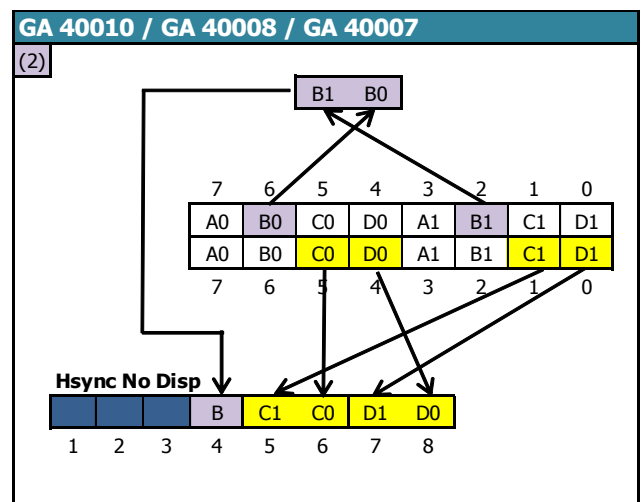 GA 40010 / GA 40008 / GA 40007
(2)
B1 B0
7 6 5 4 3 2 1 0
A0 B0 C0 D0 A1 B1 C1 D1
A0 B0 C0 D0 A1 B1 C1 D1
7 6 5 4 3 2 1 0
Hsync No Disp
B C1 C0 D1 D0
1 2 3 4 5 6 7 8